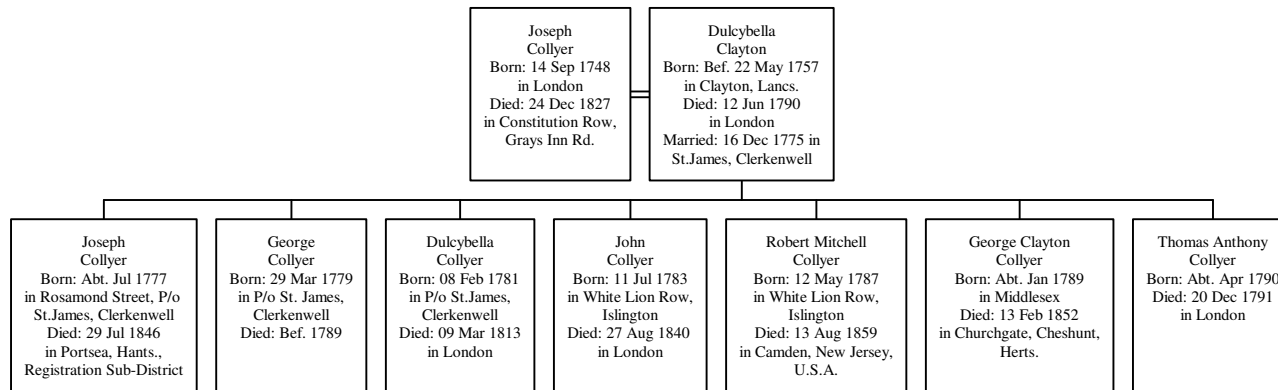 Joseph
Collyer
Born: 14 Sep 1748
in London
Died: 24 Dec 1827
in Constitution Row,
Grays Inn Rd.
Dulcybella
Clayton
Born: Bef. 22 May 1757
in Clayton, Lancs.
Died: 12 Jun 1790
in London
Married: 16 Dec 1775 in
St.James, Clerkenwell
Joseph
Collyer
Born: Abt. Jul 1777
in Rosamond Street, P/o
St.James, Clerkenwell
Died: 29 Jul 1846
in Portsea, Hants.,
Registration Sub-District
George
Collyer
Born: 29 Mar 1779
in P/o St. James,
Clerkenwell
Died: Bef. 1789
Dulcybella
Collyer
Born: 08 Feb 1781
in P/o St.James,
Clerkenwell
Died: 09 Mar 1813
in London
John
Collyer
Born: 11 Jul 1783
in White Lion Row,
Islington
Died: 27 Aug 1840
in London
Robert Mitchell
Collyer
Born: 12 May 1787
in White Lion Row,
Islington
Died: 13 Aug 1859
in Camden, New Jersey,
U.S.A.
George Clayton
Collyer
Born: Abt. Jan 1789
in Middlesex
Died: 13 Feb 1852
in Churchgate, Cheshunt,
Herts.
Thomas Anthony
Collyer
Born: Abt. Apr 1790
Died: 20 Dec 1791
in London